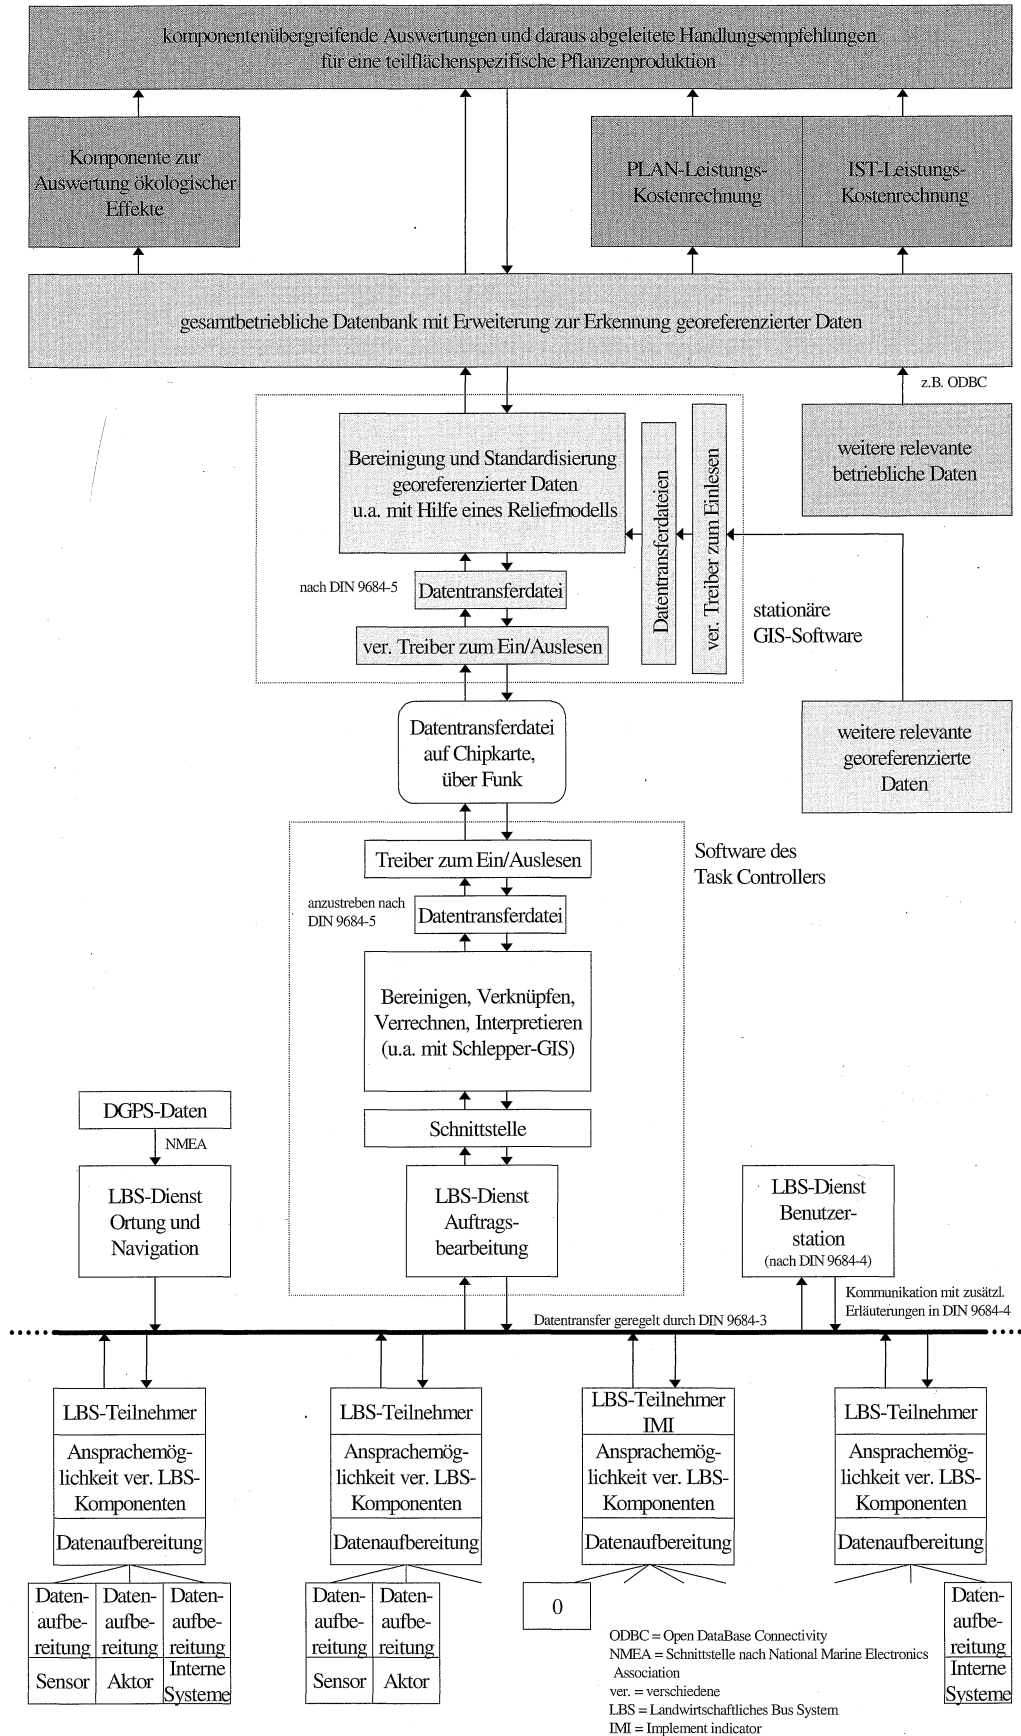 komponentenübergreifende Auswertungen und daraus abgeleitete Handlungsempfehlungen
für eine teilflächenspezifische Pflanzenproduktion
Komponente zur
Auswertung ökologischer
Effekte
PLAN-Leistungs-
Kostenrechnung
IST-Leistungs-
Kostenrechnung
gesamtbetriebliche Datenbank mit Erweiterung zur Erkennung georeferenzierter Daten
z.B. ODBC
weitere relevante
betriebliche Daten
Bereinigung und Standardisierung
georeferenzierter Daten
u.a. mit Hilfe eines Reliefmodells
Datentransferdateien
ver. Treiber zum Einlesen
nach DIN 9684-5
Datentransferdatei
ver. Treiber zum Ein/Auslesen
stationäre
GIS-Software
Datentransferdatei
auf Chipkarte,
über Funk
weitere relevante
georeferenzierte
Daten
Treiber zum Ein/Auslesen
Software des
Task Controllers
anzustreben nach
DIN 9684-5
Datentransferdatei
Bereinigen, Verknüpfen,
Verrechnen, Interpretieren
(u.a. mit Schlepper-GIS)
DGPS-Daten
NMEA
Schnittstelle
LBS-Dienst
Ortung und
Navigation
LBS-Dienst
Auftrags-
bearbeitung
LBS-Dienst
Benutzer-
station
(nach DIN 9684-4)
Kommunikation mit zusätzl.
Erläuterungen in DIN 9684-4
Datentransfer geregelt durch DIN 9684-3
LBS-Teilnehmer
Ansprachemög-
lichkeit ver. LBS-
Komponenten
Datenaufbereitung
LBS-Teilnehmer
Ansprachemög-
lichkeit ver. LBS-
Komponenten
Datenaufbereitung
LBS-Teilnehmer
IMI
Ansprachemög-
lichkeit ver. LBS-
Komponenten
Datenaufbereitung
LBS-Teilnehmer
Ansprachemög-
lichkeit ver. LBS-
Komponenten
Datenaufbereitung
Daten-
aufbe-
reitung
Sensor
Daten-
aufbe-
reitung
Aktor
Daten-
aufbe-
reitung
Interne
Systeme
Daten-
aufbe-
reitung
Sensor
Daten-
aufbe-
reitung
Aktor
0
Daten-
aufbe-
reitung
Interne
Systeme
ODBC = Open DataBase Connectivity
NMEA = Schnittstelle nach National Marine Electronics
Association
ver. = verschiedene
LBS = Landwirtschaftliches Bus System
IMI = Implement indicator